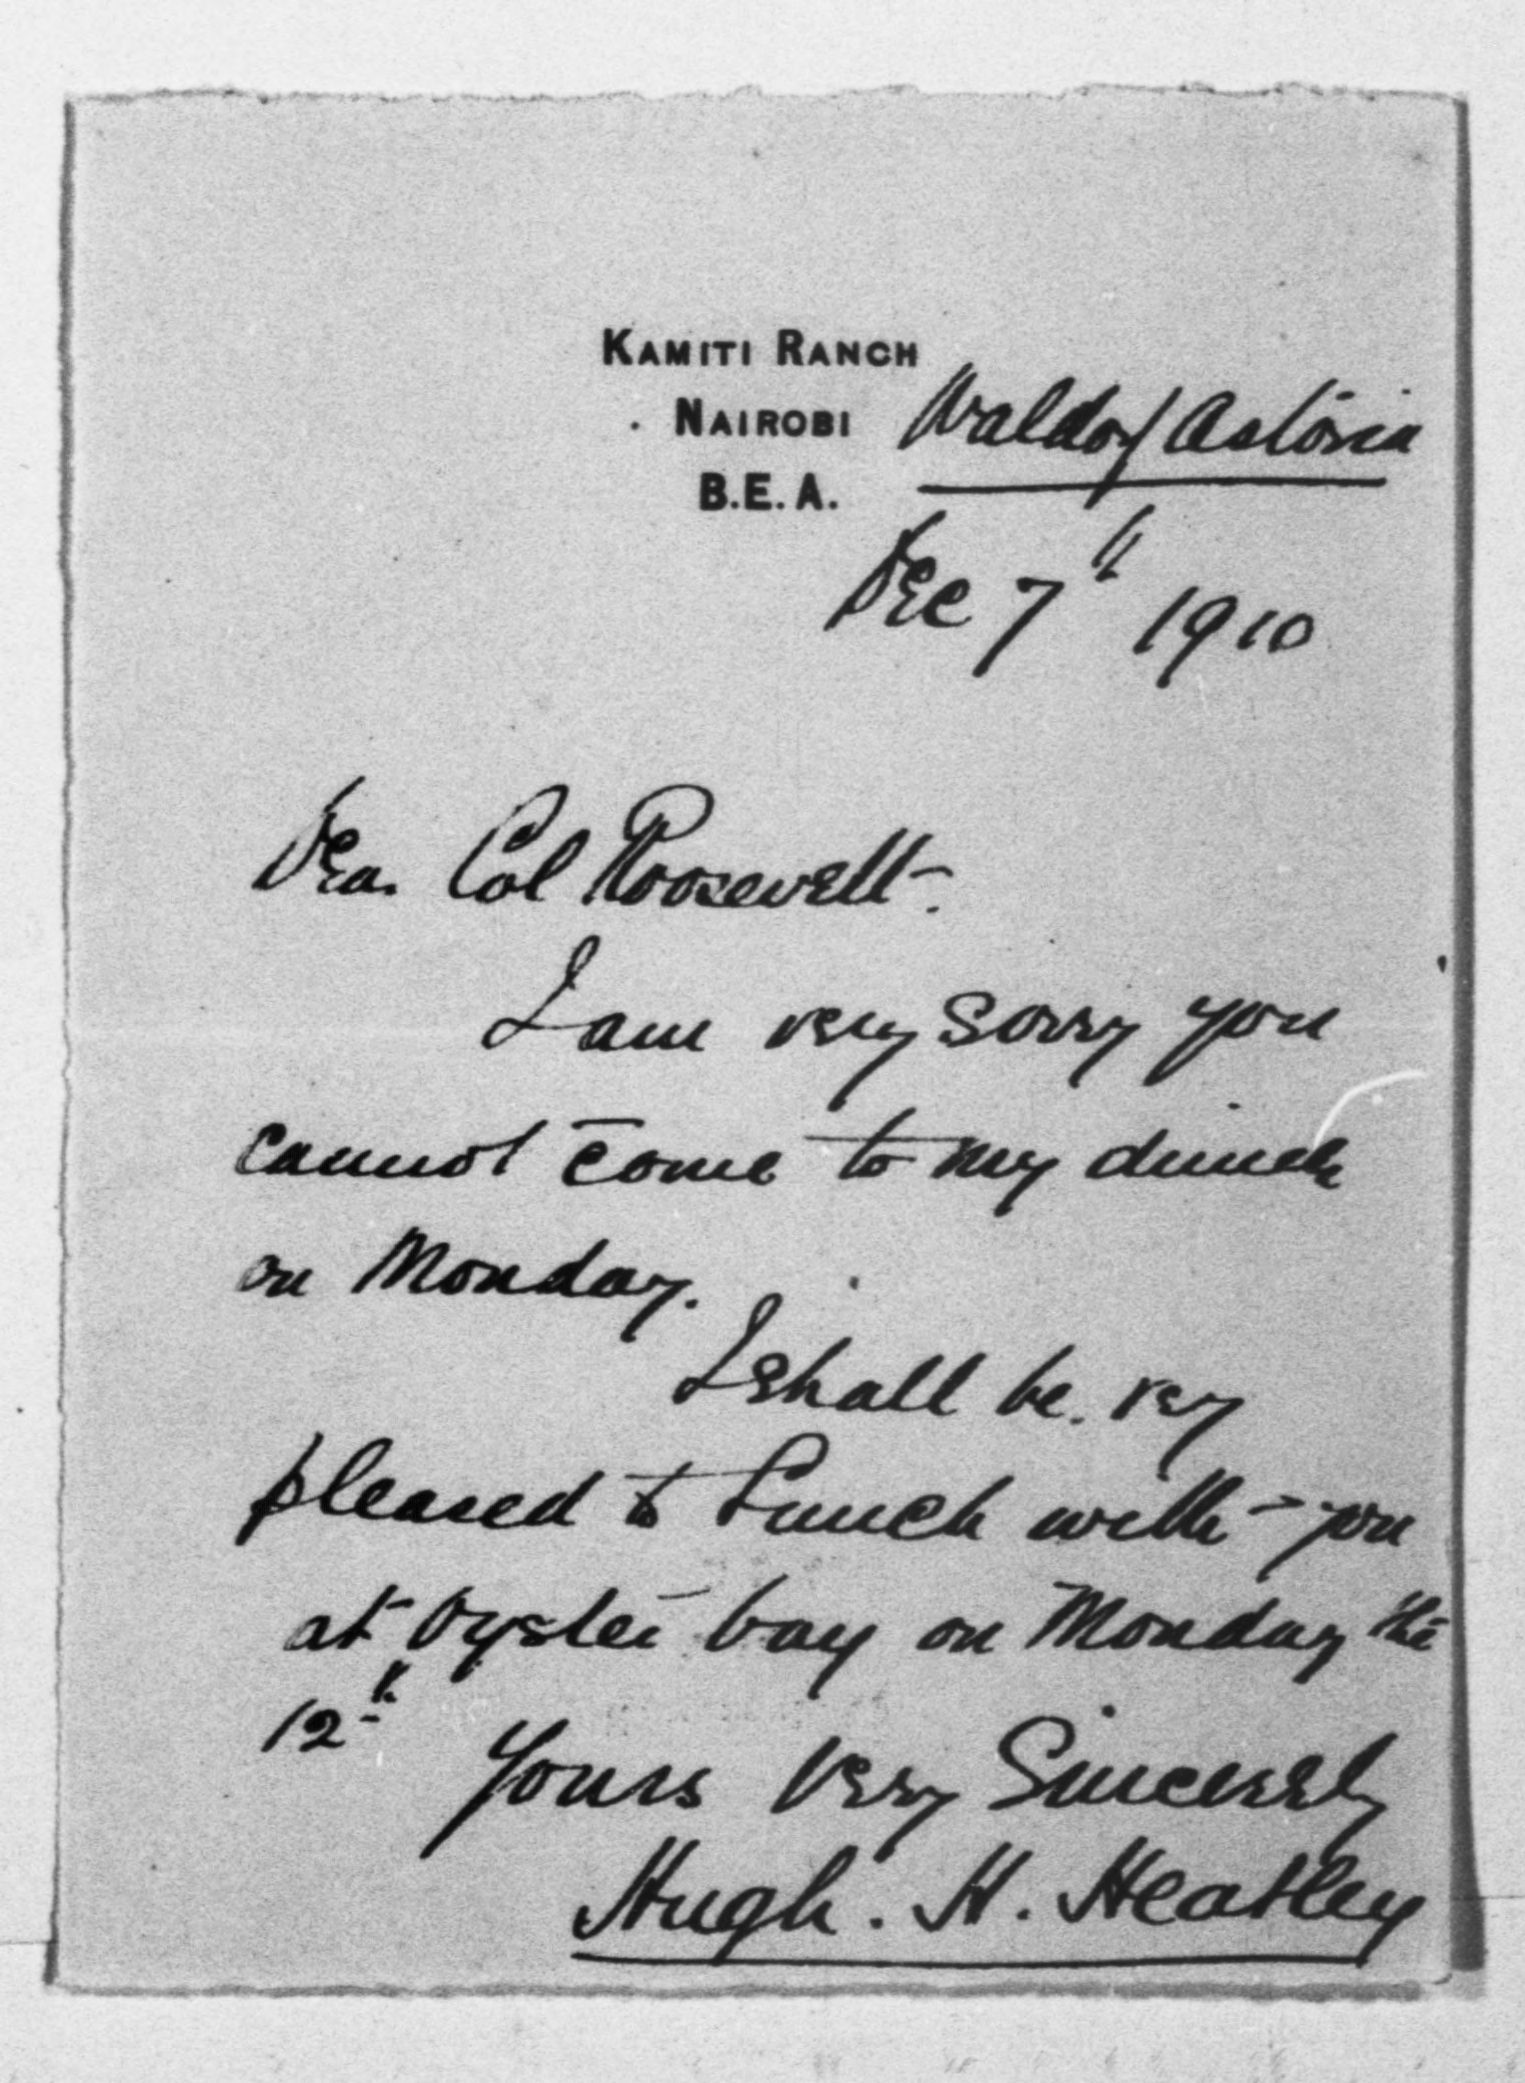 KAMITI RANCH
NAIROBI
B.E.A.
Waldorf Astoria
Dec 7th 1910
Dear Col Roosevelt.
I am very sorry you
cannot come to my dinner
on Monday.
I shall be very
pleased to Lunch with you
at Oyster bay on Monday the
12th
Yours Very Sincerely
Hugh. H. Heatley